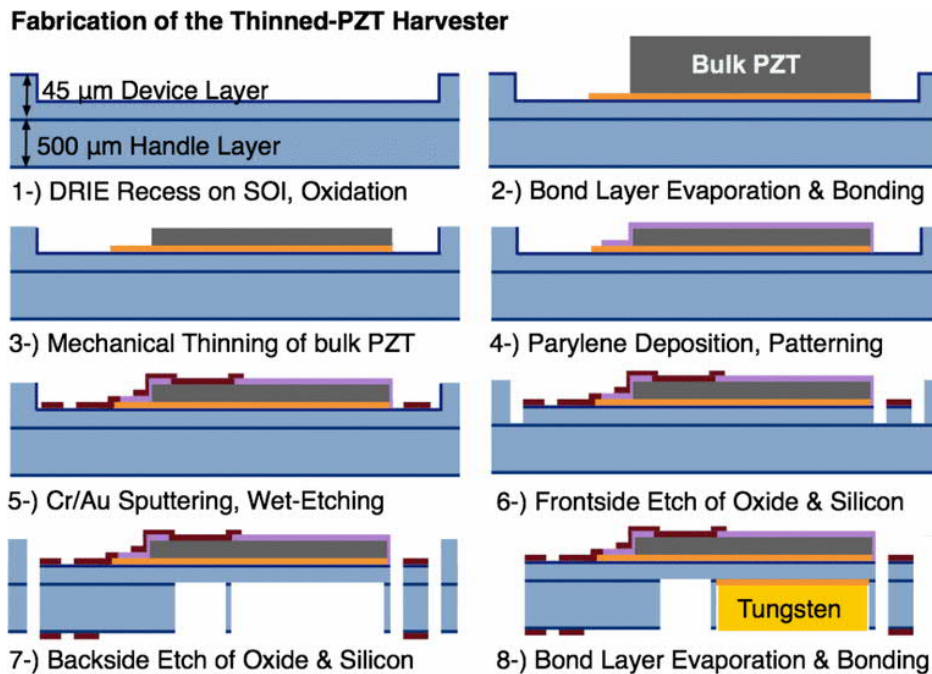 Fabrication of the Thinned-PZT Harvester
45 µm Device Layer
500 µm Handle Layer
1-) DRIE Recess on SOI, Oxidation
Bulk PZT
2-) Bond Layer Evaporation & Bonding
3-) Mechanical Thinning of bulk PZT
4-) Parylene Deposition, Patterning
5-) Cr/Au Sputtering, Wet-Etching
6-) Frontside Etch of Oxide & Silicon
7-) Backside Etch of Oxide & Silicon
Tungsten
8-) Bond Layer Evaporation & Bonding